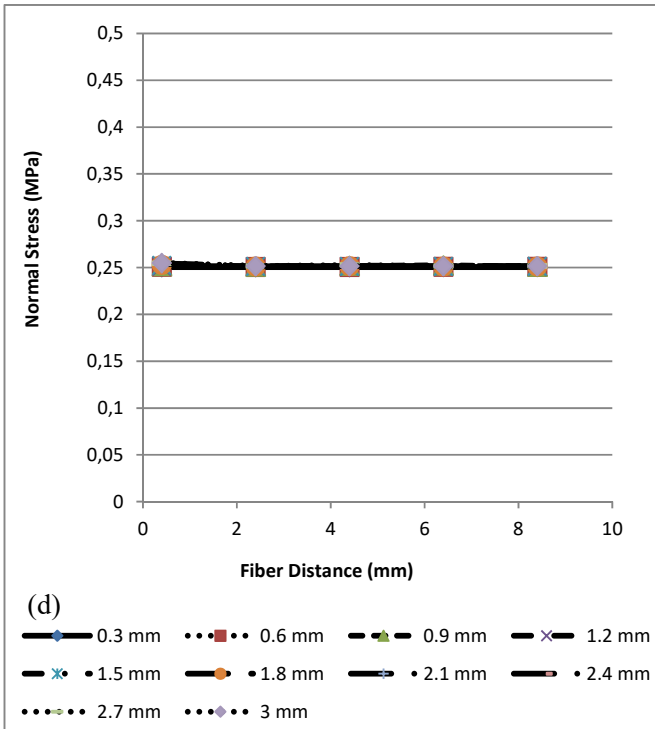 0,5
0,45
0,4
0,35
0,3
0,25
0,2
0,15
0,1
0,05
0
Normal Stress (MPa)
0 2 4 6 8 10
Fiber Distance (mm)
(d)
0.3 mm 0.6 mm 0.9 mm 1.2 mm
1.5 mm 1.8 mm 2.1 mm 2.4 mm
2.7 mm 3 mm